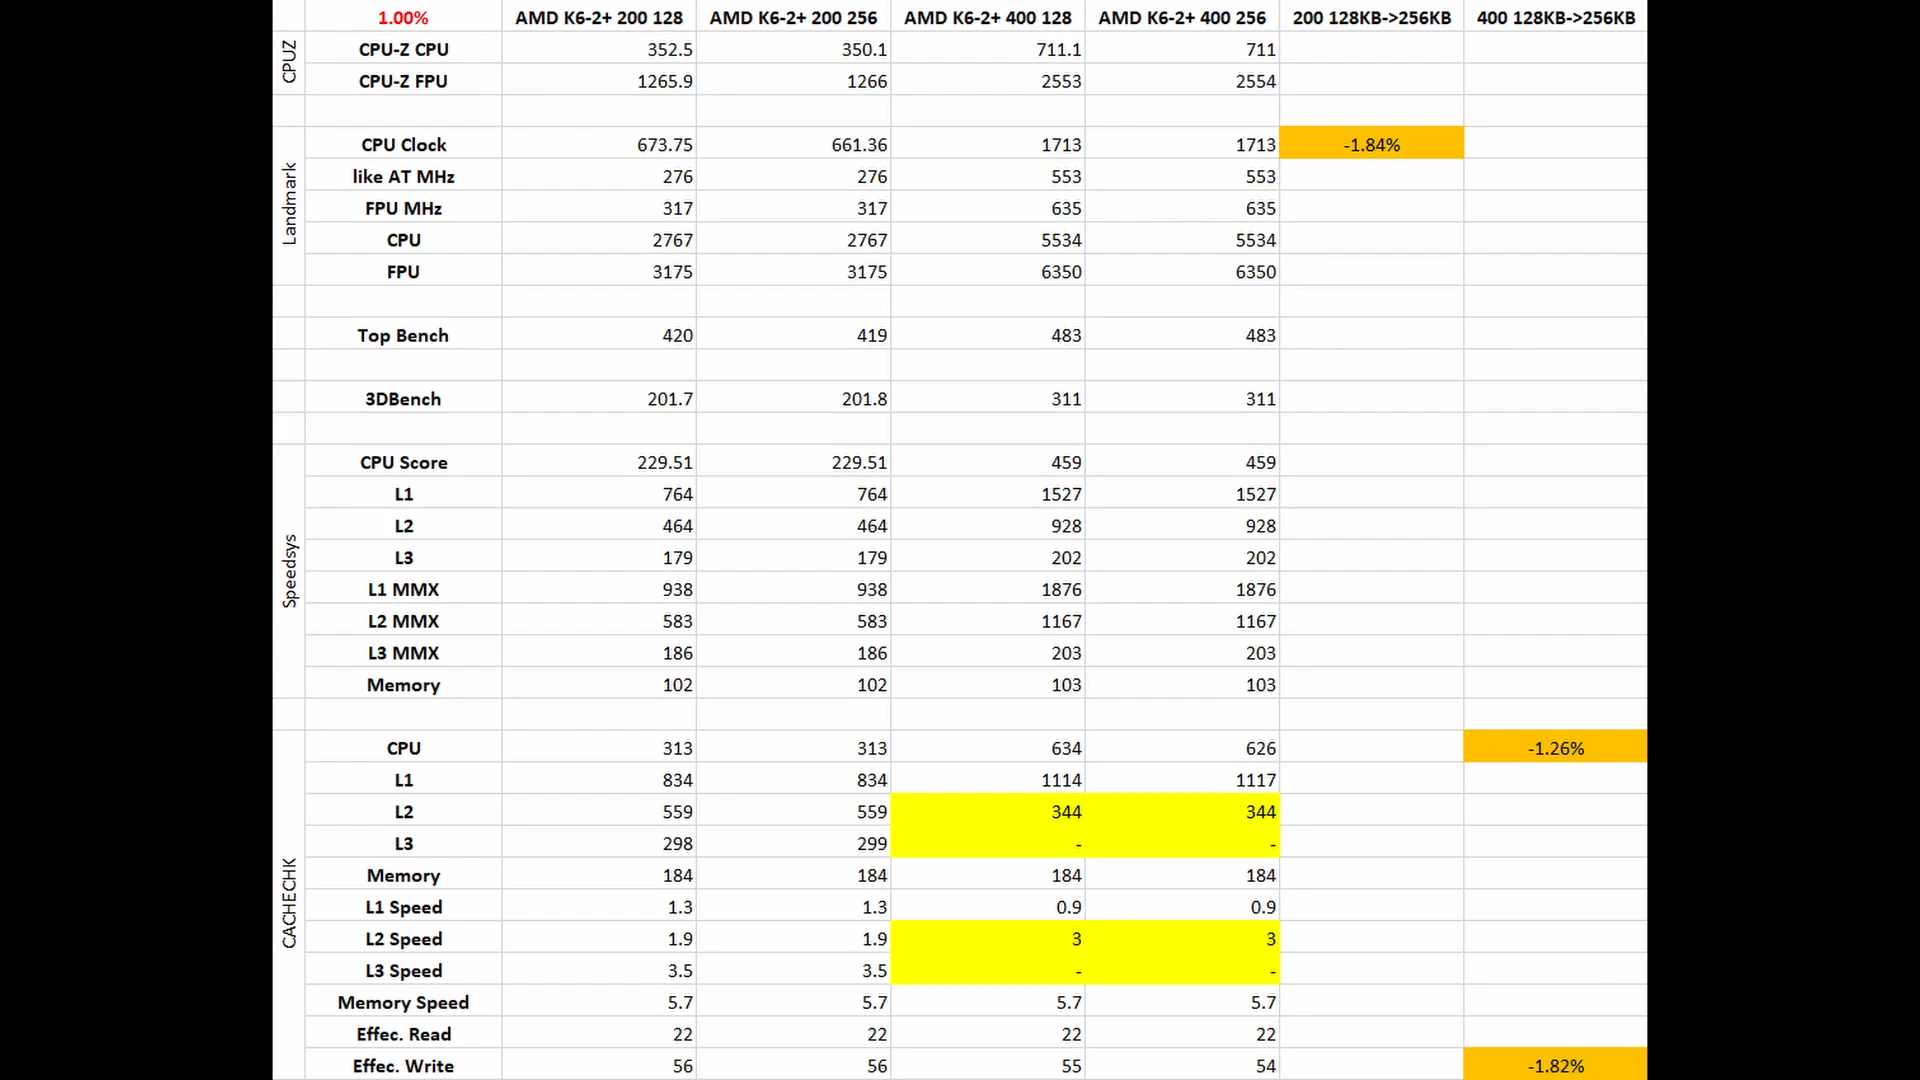 1.00% AMD K6-2+ 200 128 AMD K6-2+ 200 256 AMD K6-2+ 400 128 AMD K6-2+ 400 256 200 128KB->256KB 400 128KB->256KB
CPUZ
CPU-Z CPU 352.5 350.1 711.1 711
CPU-Z FPU 1265.9 1266 2553 2554
Landmark
CPU Clock 673.75 661.36 1713 1713 -1.84%
like AT MHz 276 276 553 553
FPU MHz 317 317 635 635
CPU 2767 2767 5534 5534
FPU 3175 3175 6350 6350
Top Bench 420 419 483 483
3DBench 201.7 201.8 311 311
Speedsys
CPU Score 229.51 229.51 459 459
L1 764 764 1527 1527
L2 464 464 928 928
L3 179 179 202 202
L1 MMX 938 938 1876 1876
L2 MMX 583 583 1167 1167
L3 MMX 186 186 203 203
Memory 102 102 103 103
CACHECHK
CPU 313 313 634 626 -1.26%
L1 834 834 1114 1117
L2 559 559 344 344
L3 298 299 - -
Memory 184 184 184 184
L1 Speed 1.3 1.3 0.9 0.9
L2 Speed 1.9 1.9 3 3
L3 Speed 3.5 3.5 - -
Memory Speed 5.7 5.7 5.7 5.7
Effec. Read 22 22 22 22
Effec. Write 56 56 55 54 -1.82%